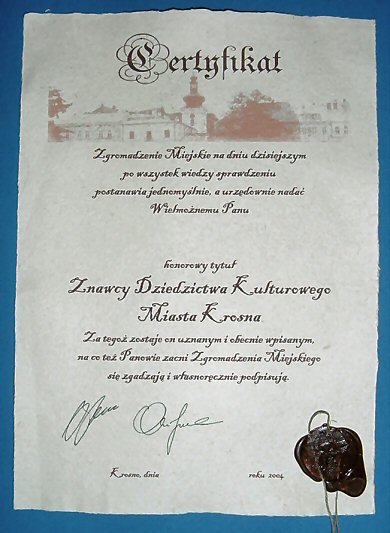 Certyfikat
Zgromadzenie Miejskie na dniu dzisiejszym
po wszystek wiedzy sprawdzeniu
postanawia jednomyślnie, a urzędownie nadać
Wielmożnemu Panu
honorowy tytuł
Znawcy Dziedzictwa Kulturowego
Miasta Krosna
Za tegoż zostaje on uznanym i obecnie wpisanym,
na co też Panowie zacni Zgromadzenia Miejskiego
się zgadzają i własnoręcznie podpisują.
Krosno, dnia roku 2004